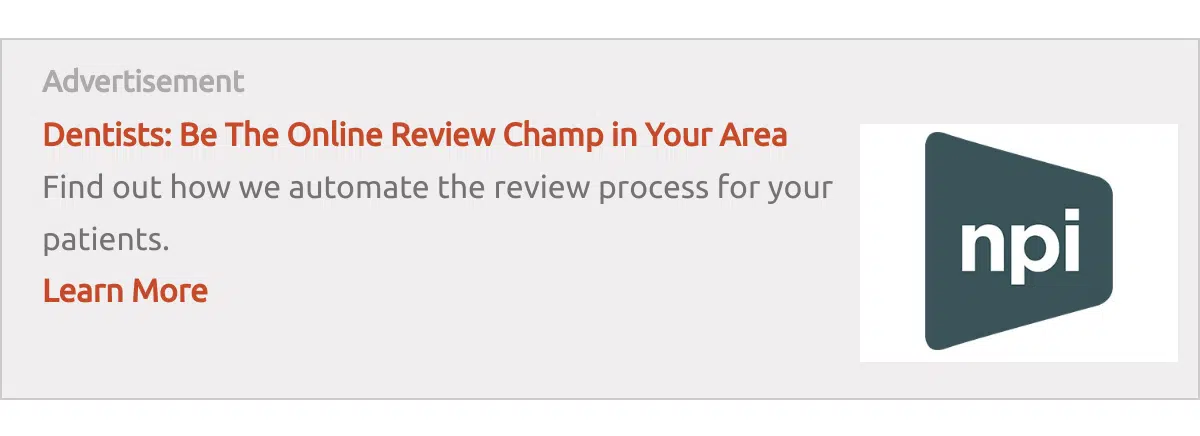 Advertisement
Dentists: Be The Online Review Champ in Your Area
Find out how we automate the review process for your
patients.
Learn More
npi